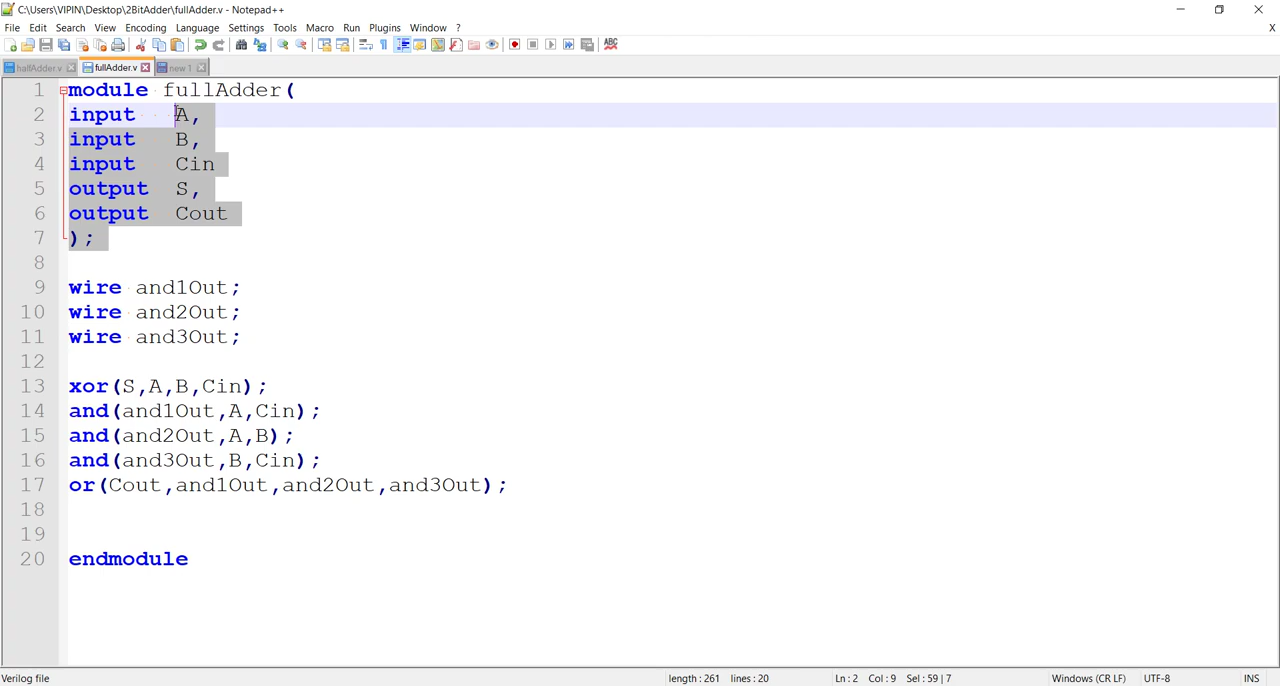 C:\Users\VIPIN\Desktop\2BitAdder\fullAdder.v - Notepad++
File Edit Search View Encoding Language Settings Tools Macro Run Plugins Window ? X
ABC
halfAdder.v fullAdder.v new 1
1 module fullAdder(
2 input A,
3 input B,
4 input Cin
5 output S,
6 output Cout
7 );
8
9 wire and1Out;
10 wire and2Out;
11 wire and3Out;
12
13 xor(S,A,B,Cin);
14 and(and1Out,A,Cin);
15 and(and2Out,A,B);
16 and(and3Out,B,Cin);
17 or(Cout,and1Out,and2Out,and3Out);
18
19
20 endmodule
Verilog file length : 261 lines : 20 Ln : 2 Col : 9 Sel : 59 | 7 Windows (CR LF) UTF-8 INS